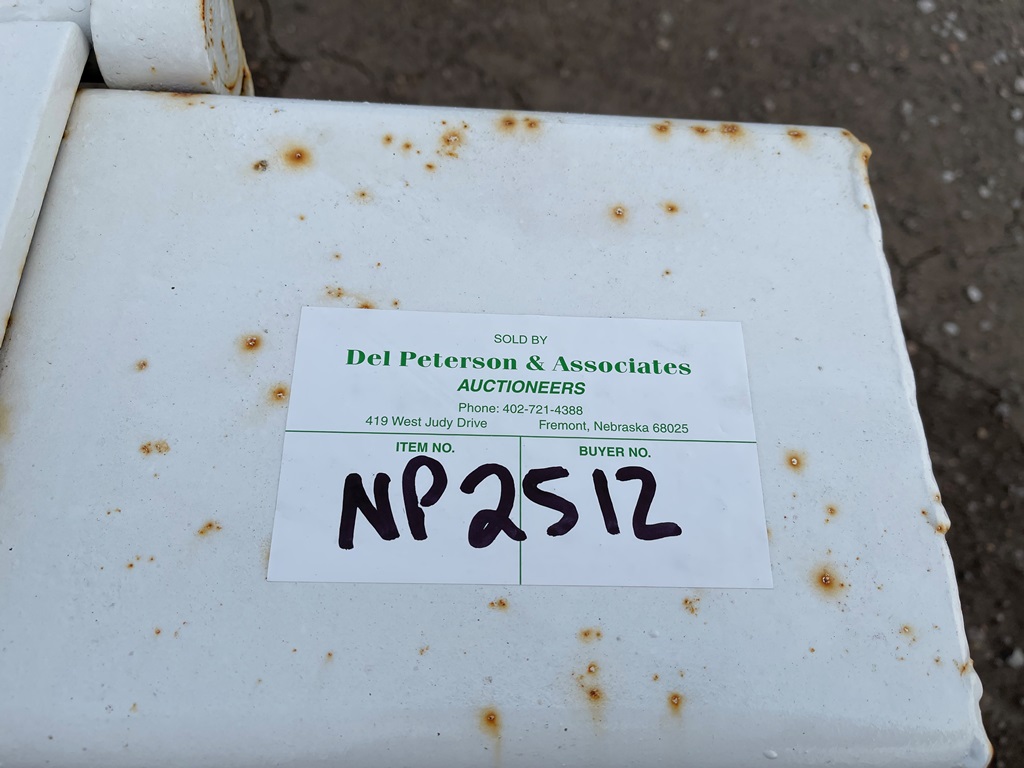 SOLD BY
Del Peterson & Associates
AUCTIONEERS
Phone: 402-721-4388
419 West Judy Drive Fremont, Nebraska 68025
ITEM NO. BUYER NO.
NP2512